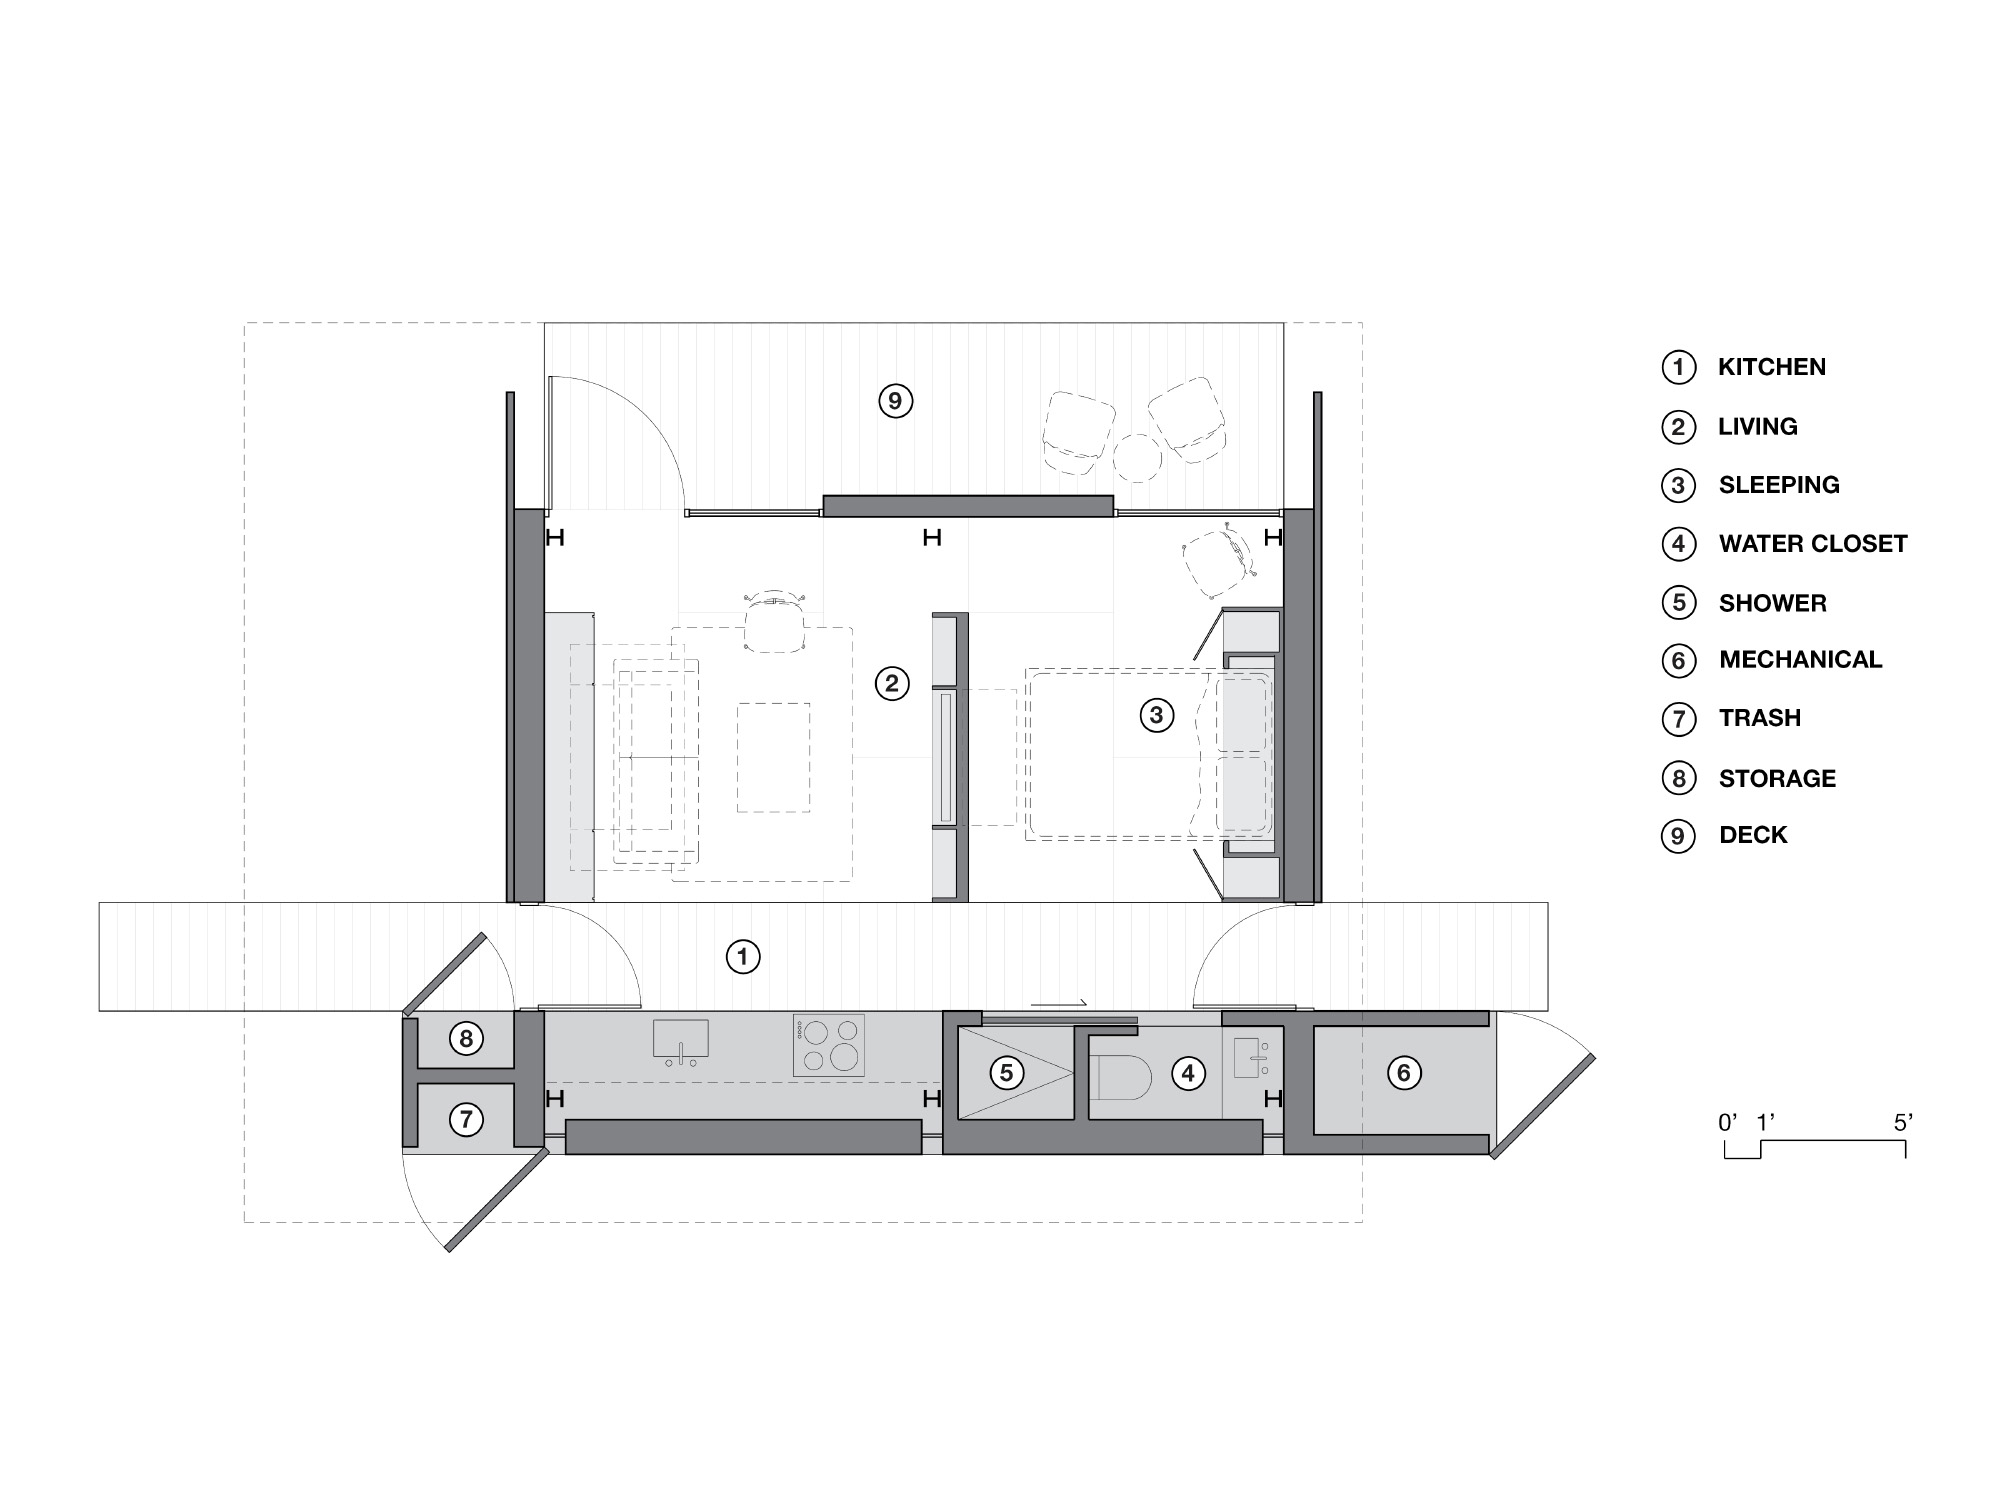 9
1 KITCHEN
2 LIVING
3 SLEEPING
4 WATER CLOSET
5 SHOWER
6 MECHANICAL
7 TRASH
8 STORAGE
9 DECK
2
3
1
8
5
4
6
7
0’ 1’ 5’